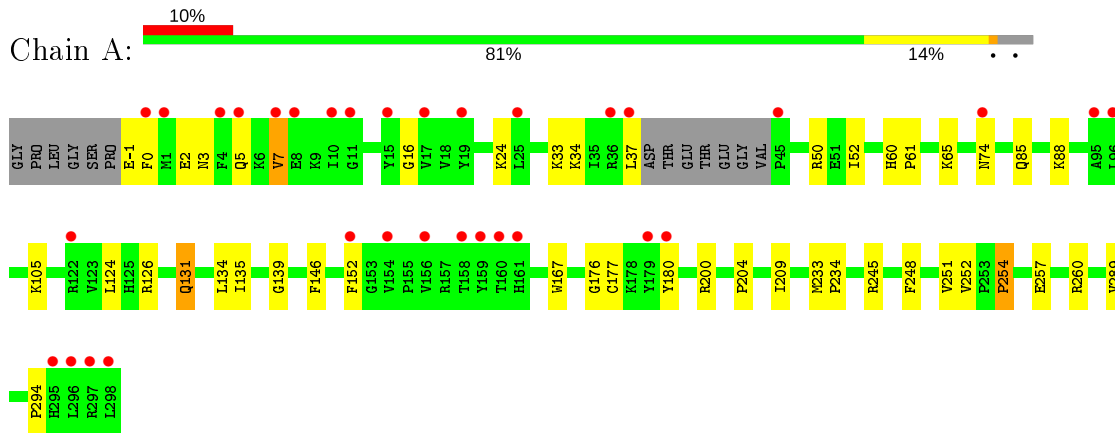 10%
Chain A:
81% 14% • •
GLY PRO LEU GLY SER PRO E-1 F0 M1 E2 N3 F4 Q5 K6 V7 E8 K9 I10 G11 Y15 G16 V17 V18 Y19 K24 L25 K33 K34 I35 R36 L37 ASP THR GLU THR THR GLU GLY VAL P45 R50 E51 I52 H60 P61 K65 N74 Q85 K88 A95 L96
K105 R122 V123 L124 H125 R126 Q131 L134 I135 G139 F146 F152 G153 V154 P155 V156 R157 T158 Y159 T160 H161 W167 G176 C177 K178 Y179 Y180 R200 P204 I209 M233 P234 R245 F248 V251 V252 P253 P254 E257 R260
P294 H295 L296 R297 L298